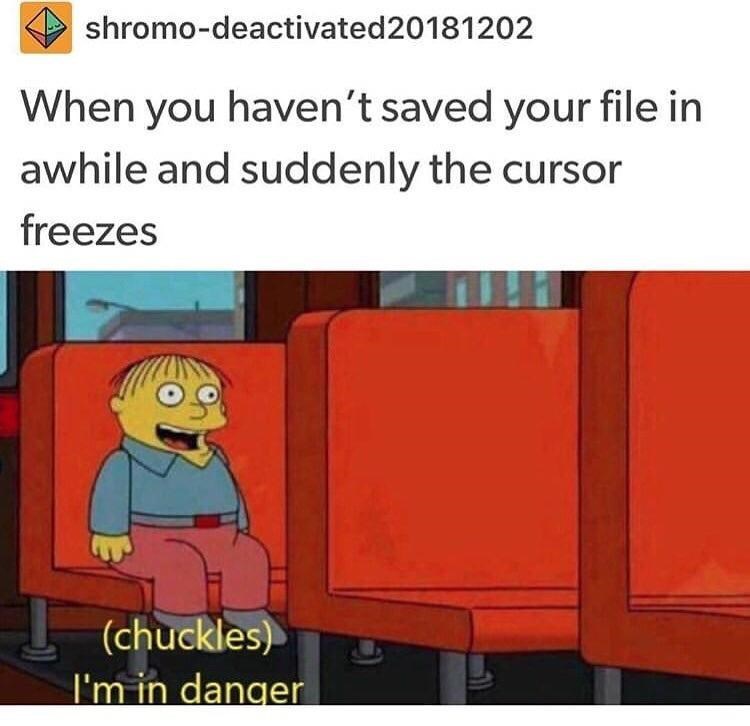 shromo-deactivated20181202
When you haven't saved your file in
awhile and suddenly the cursor
freezes
(chuckles)
I'm in danger